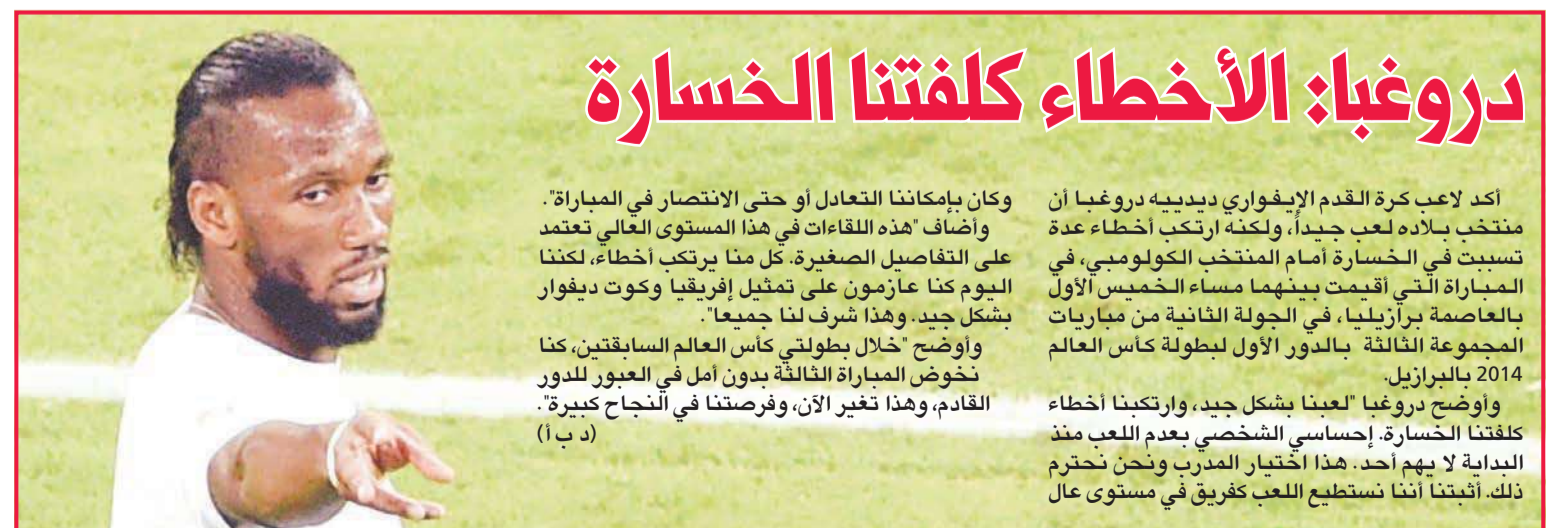 دروغبا: الأخطاء كلفتنا الخسارة
أكد لاعب كرة القدم الإيفواري ديدييه دروغبا أن
منتخب بلاده لعب جيداً، ولكنه ارتكب أخطاء عدة
تسببت في الخسارة أمام المنتخب الكولومبي، في
المباراة التي أقيمت بينهما مساء الخميس الأول
بالعاصمة برازيليا، في الجولة الثانية من مباريات
المجموعة الثالثة بالدور الأول لبطولة كأس العالم
2014 بالبرازيل.
وأوضح دروغبا "لعبنا بشكل جيد، وارتكبنا أخطاء
كلفتنا الخسارة. إحساسي الشخصي بعدم اللعب منذ
البداية لا يهم أحد. هذا اختيار المدرب ونحن نحترم
ذلك. أثبتنا أننا نستطيع اللعب كفريق في مستوى عال
وكان بإمكاننا التعادل أو حتى الانتصار في المباراة".
وأضاف "هذه اللقاءات في هذا المستوى العالي تعتمد
على التفاصيل الصغيرة. كل منا يرتكب أخطاء، لكننا
اليوم كنا عازمون على تمثيل إفريقيا وكوت ديفوار
بشكل جيد. وهذا شرف لنا جميعا".
وأوضح "خلال بطولتي كأس العالم السابقتين، كنا
نخوض المباراة الثالثة بدون أمل في العبور للدور
القادم، وهذا تغير الآن، وفرصتنا في النجاح كبيرة".
(د ب أ)